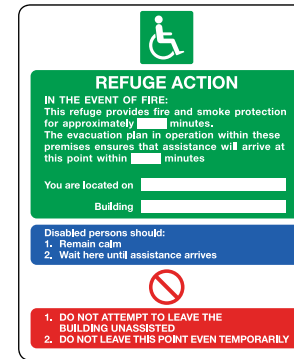 REFUGE ACTION
IN THE EVENT OF FIRE:
This refuge provides fire and smoke protection
for approximately minutes.
The evacuation plan in operation within these
premises ensures that assistance will arrive at
this point within minutes
You are located on
Building
Disabled persons should:
1. Remain calm
2. Wait here until assistance arrives
1. DO NOT ATTEMPT TO LEAVE THE
BUILDING UNASSISTED
2. DO NOT LEAVE THIS POINT EVEN TEMPORARILY